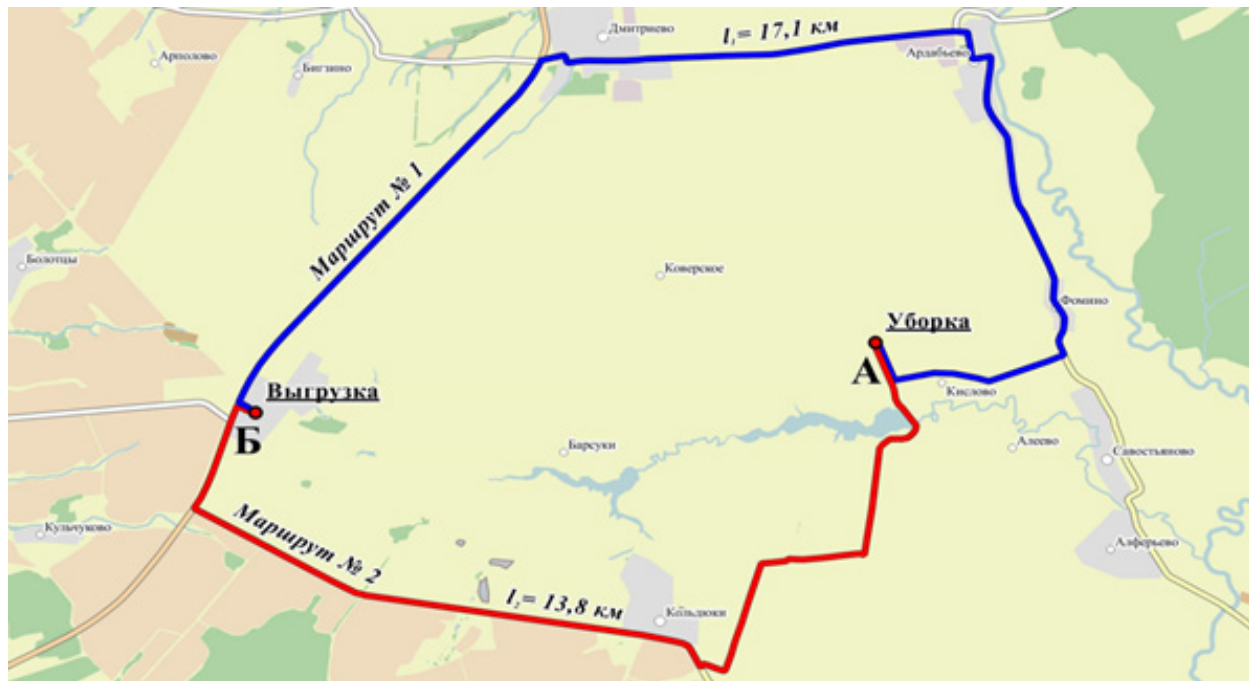 Дмитриево
l₁= 17,1 км
Арполово
Бигзино
Ардабьево
Маршрут № 1
Болотцы
Коверское
Фомино
Уборка
А
Выгрузка
Кислово
Б
Барсуки
Алеево
Савостьяново
Кульчуково
Маршрут № 2
Алферьево
l₂= 13,8 км
Кольдюки